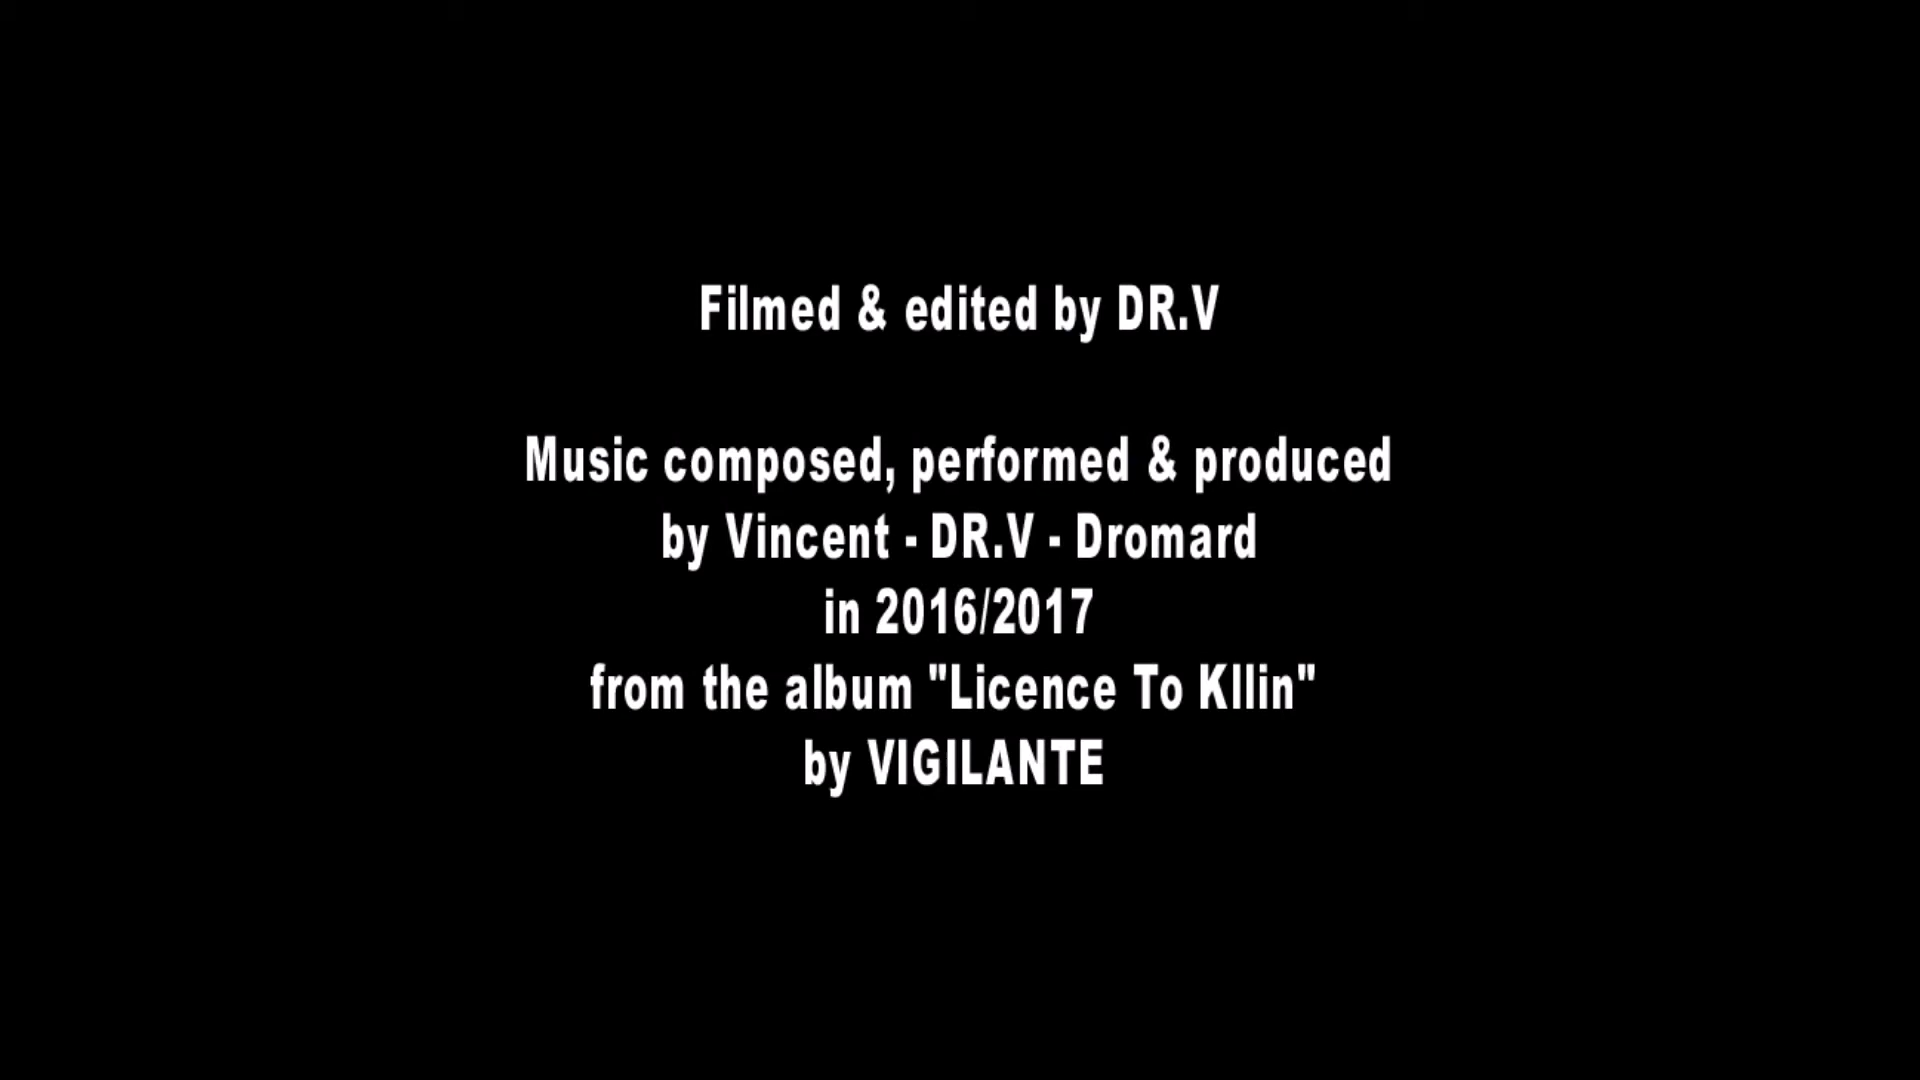 Filmed & edited by DR.V
Music composed, performed & produced
by Vincent - DR.V - Dromard
in 2016/2017
from the album "Licence To Kllin"
by VIGILANTE